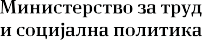 Министерство за труд
и социјална политика